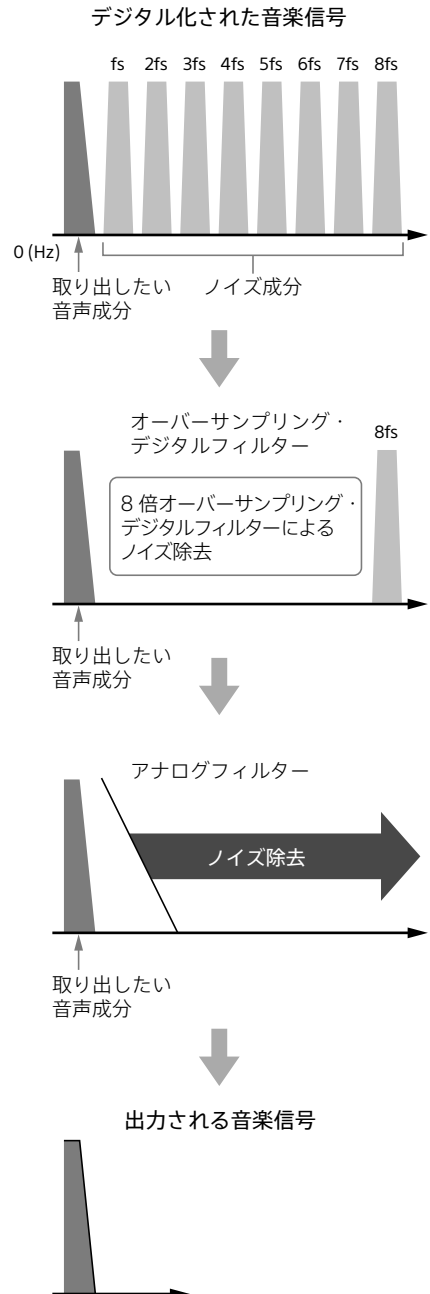 デジタル化された音楽信号
fs 2fs 3fs 4fs 5fs 6fs 7fs 8fs
0 (Hz)
取り出したい
音声成分
ノイズ成分
オーバーサンプリング・
デジタルフィルター
8fs
8 倍オーバーサンプリング・
デジタルフィルターによる
ノイズ除去
取り出したい
音声成分
アナログフィルター
ノイズ除去
取り出したい
音声成分
出力される音楽信号